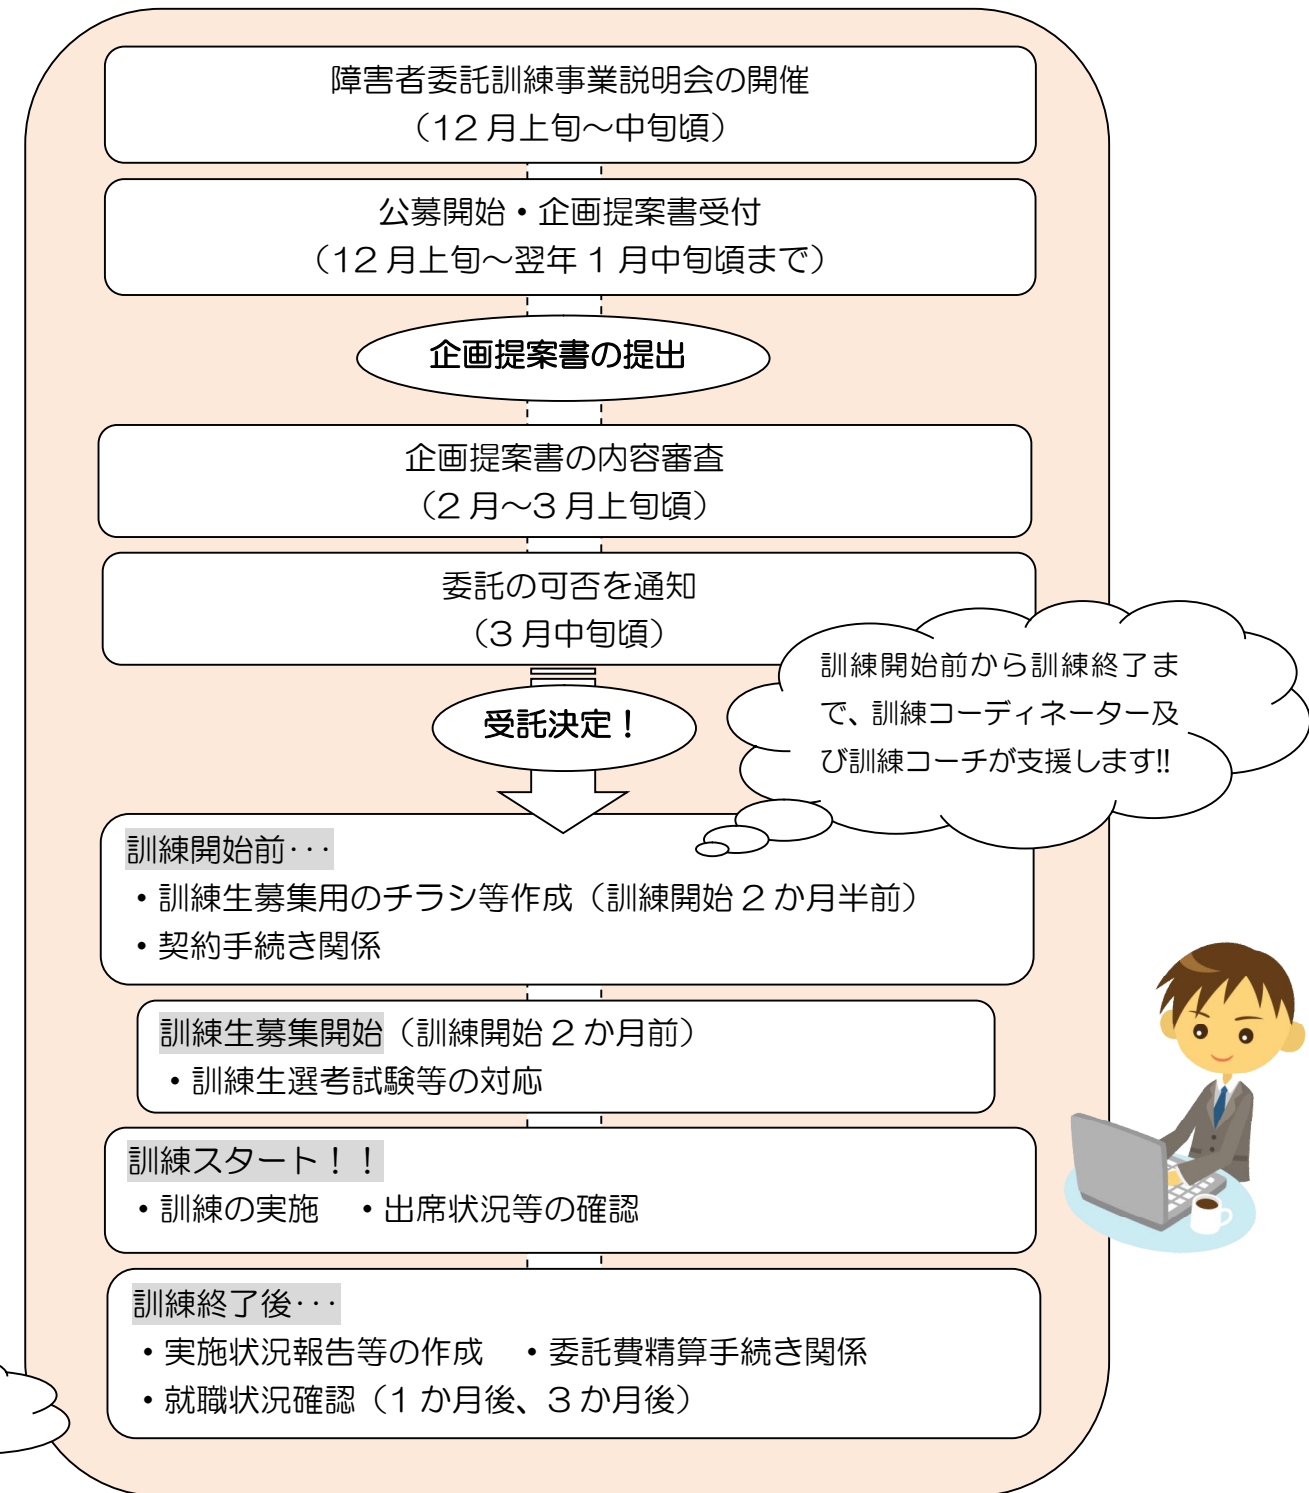 障害者委託訓練事業説明会の開催
（12月上旬～中旬頃）
公募開始・企画提案書受付
（12月上旬～翌年1月中旬頃まで）
企画提案書の提出
企画提案書の内容審査
（2月～3月上旬頃）
委託の可否を通知
（3月中旬頃）
受託決定！
訓練開始前から訓練終了ま
で、訓練コーディネーター及
び訓練コーチが支援します!!
訓練開始前･･･
・訓練生募集用のチラシ等作成（訓練開始2か月半前）
・契約手続き関係
訓練生募集開始（訓練開始2か月前）
・訓練生選考試験等の対応
訓練スタート！！
・訓練の実施　・出席状況等の確認
訓練終了後･･･
・実施状況報告等の作成　・委託費精算手続き関係
・就職状況確認（1か月後、3か月後）